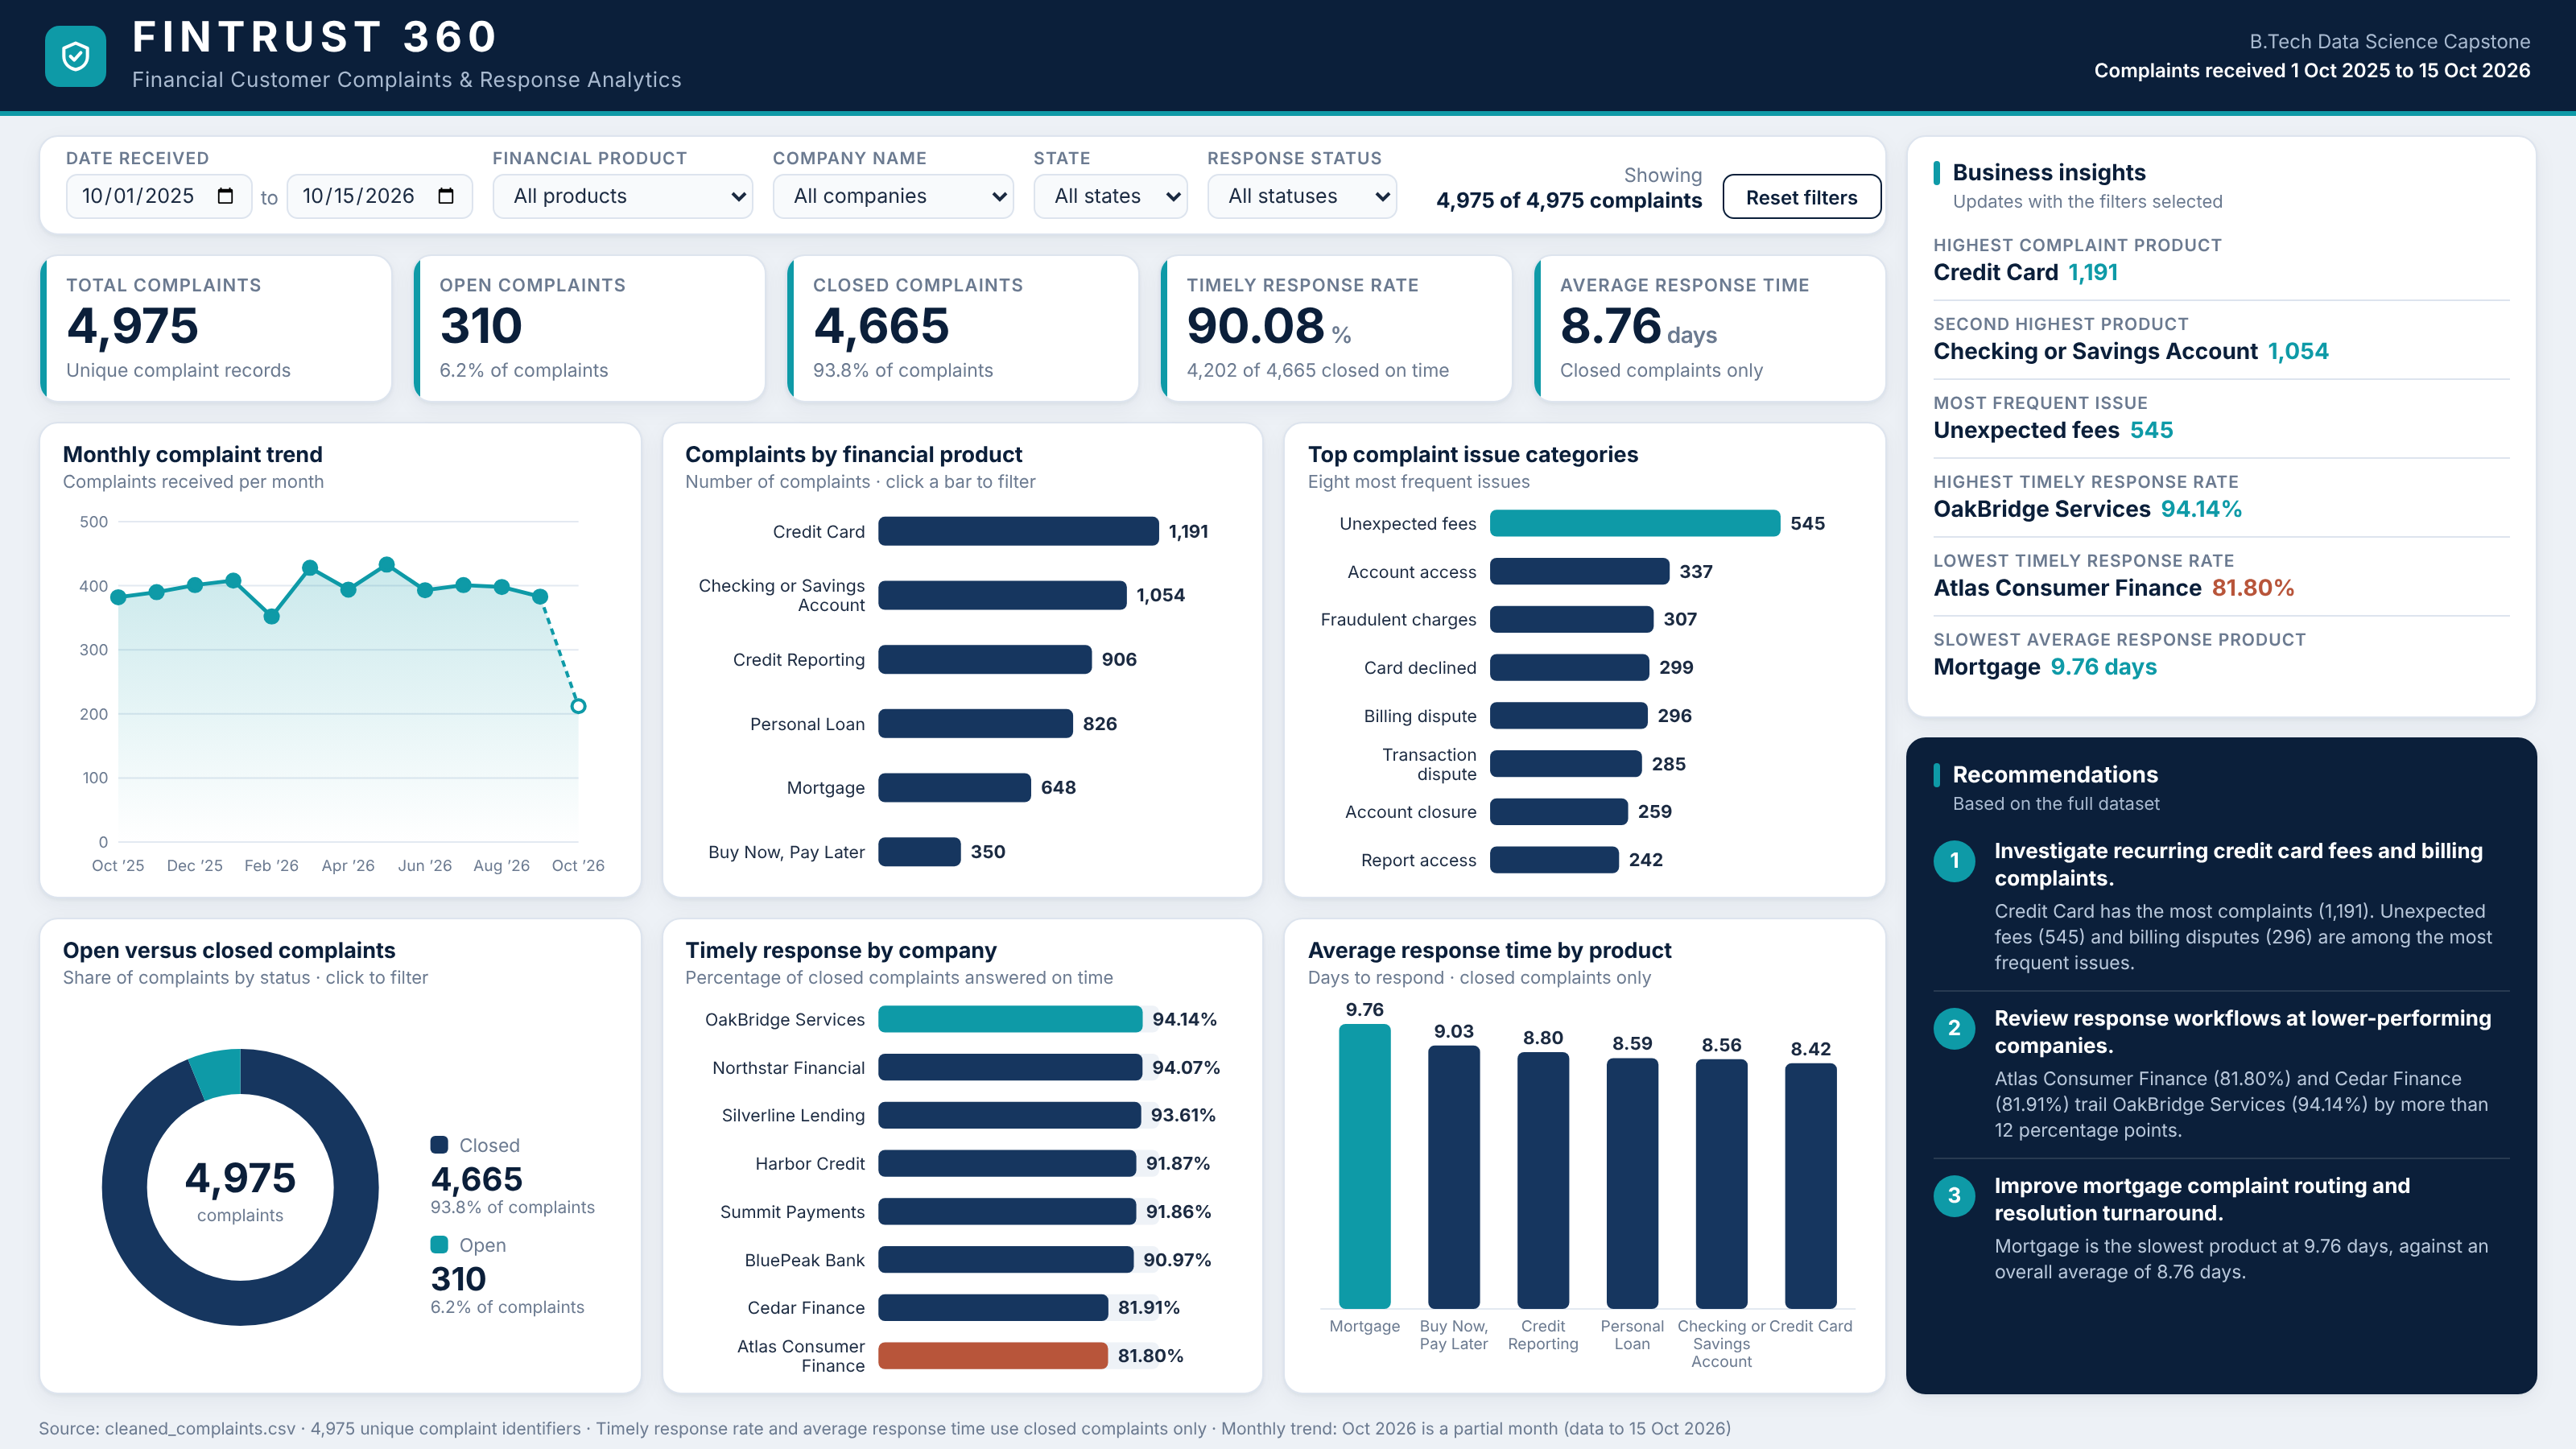 FINTRUST 360
Financial Customer Complaints & Response Analytics
B.Tech Data Science Capstone
Complaints received 1 Oct 2025 to 15 Oct 2026
DATE RECEIVED
10/01/2025 to 10/15/2026
FINANCIAL PRODUCT
All products
COMPANY NAME
All companies
STATE
All states
RESPONSE STATUS
All statuses
Showing
4,975 of 4,975 complaints
Reset filters
TOTAL COMPLAINTS
4,975
Unique complaint records
OPEN COMPLAINTS
310
6.2% of complaints
CLOSED COMPLAINTS
4,665
93.8% of complaints
TIMELY RESPONSE RATE
90.08 %
4,202 of 4,665 closed on time
AVERAGE RESPONSE TIME
8.76 days
Closed complaints only
Monthly complaint trend
Complaints received per month
500
400
300
200
100
0
Oct ’25 Dec ’25 Feb ’26 Apr ’26 Jun ’26 Aug ’26 Oct ’26
Complaints by financial product
Number of complaints · click a bar to filter
Credit Card 1,191
Checking or Savings
Account 1,054
Credit Reporting 906
Personal Loan 826
Mortgage 648
Buy Now, Pay Later 350
Top complaint issue categories
Eight most frequent issues
Unexpected fees 545
Account access 337
Fraudulent charges 307
Card declined 299
Billing dispute 296
Transaction
dispute 285
Account closure 259
Report access 242
Open versus closed complaints
Share of complaints by status · click to filter
4,975
complaints
Closed
4,665
93.8% of complaints
Open
310
6.2% of complaints
Timely response by company
Percentage of closed complaints answered on time
OakBridge Services 94.14%
Northstar Financial 94.07%
Silverline Lending 93.61%
Harbor Credit 91.87%
Summit Payments 91.86%
BluePeak Bank 90.97%
Cedar Finance 81.91%
Atlas Consumer
Finance 81.80%
Average response time by product
Days to respond · closed complaints only
9.76 9.03 8.80 8.59 8.56 8.42
Mortgage
Buy Now,
Pay Later
Credit
Reporting
Personal
Loan
Checking or
Savings
Account
Credit Card
Business insights
Updates with the filters selected
HIGHEST COMPLAINT PRODUCT
Credit Card 1,191
SECOND HIGHEST PRODUCT
Checking or Savings Account 1,054
MOST FREQUENT ISSUE
Unexpected fees 545
HIGHEST TIMELY RESPONSE RATE
OakBridge Services 94.14%
LOWEST TIMELY RESPONSE RATE
Atlas Consumer Finance 81.80%
SLOWEST AVERAGE RESPONSE PRODUCT
Mortgage 9.76 days
Recommendations
Based on the full dataset
1
Investigate recurring credit card fees and billing
complaints.
Credit Card has the most complaints (1,191). Unexpected
fees (545) and billing disputes (296) are among the most
frequent issues.
2
Review response workflows at lower-performing
companies.
Atlas Consumer Finance (81.80%) and Cedar Finance
(81.91%) trail OakBridge Services (94.14%) by more than
12 percentage points.
3
Improve mortgage complaint routing and
resolution turnaround.
Mortgage is the slowest product at 9.76 days, against an
overall average of 8.76 days.
Source: cleaned_complaints.csv · 4,975 unique complaint identifiers · Timely response rate and average response time use closed complaints only · Monthly trend: Oct 2026 is a partial month (data to 15 Oct 2026)